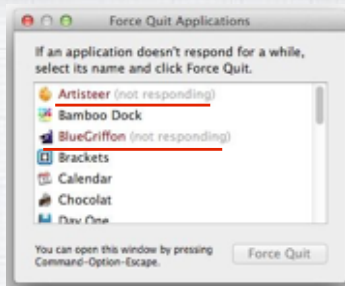 Force Quit Applications
If an application doesn't respond for a while,
select its name and click Force Quit.
Artisteer (not responding)
Bamboo Dock
BlueGriffon (not responding)
Brackets
Calendar
Chocolat
Day One
You can open this window by pressing
Command-Option-Escape.
Force Quit